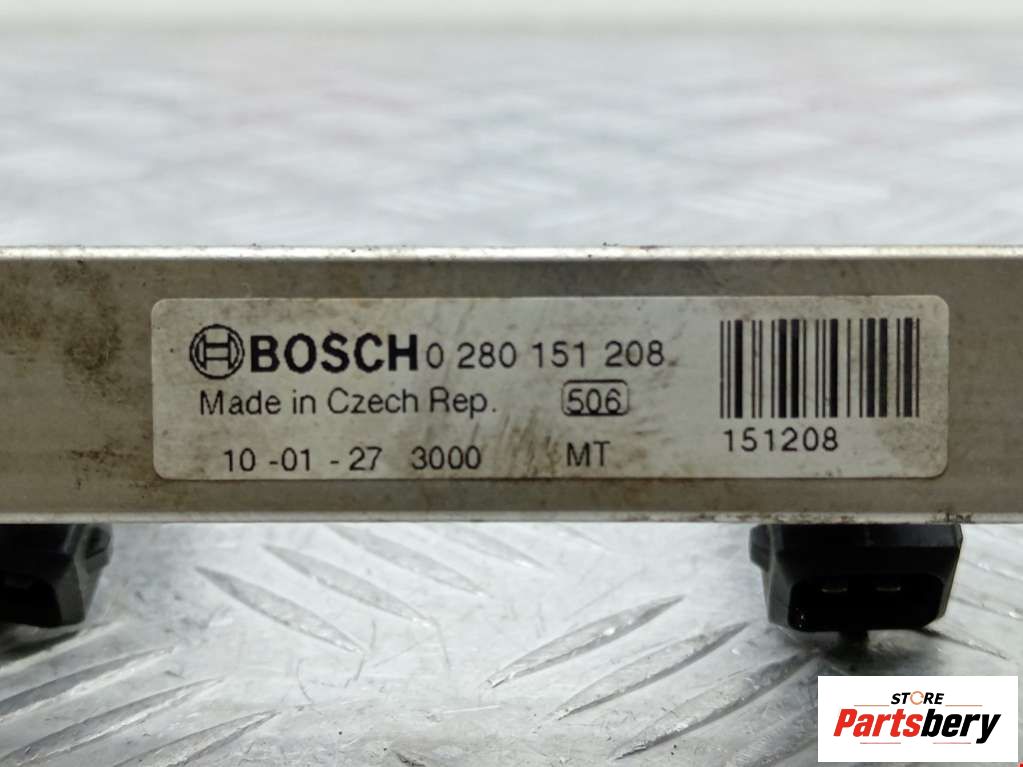 BOSCH 0 280 151 208
Made in Czech Rep. 506
10 -01 - 27 3000 MT
151208
STORE
Partsbery